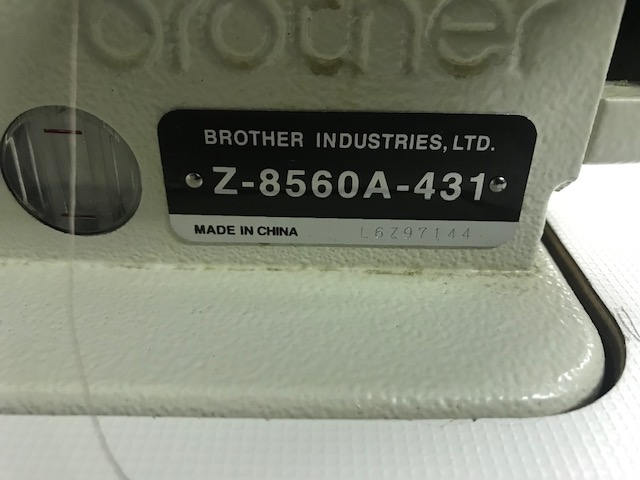 brother
BROTHER INDUSTRIES, LTD.
Z-8560A-431
MADE IN CHINA L6Z97144